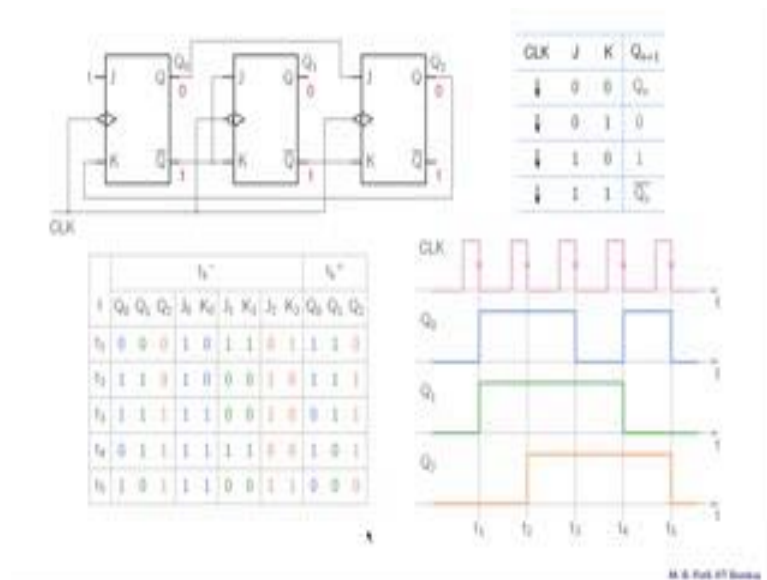 Q₀ Q₁ Q₂
1 J Q J Q J Q
0 0 0
K Q̅ K Q̅ K Q̅
1 1 1
CLK
CLK J K Qₙ₊₁
0 0 Qₙ
0 1 0
1 0 1
1 1 Q̅ₙ
tₖ⁻ tₖ⁺
t Q₀ Q₁ Q₂ J₀ K₀ J₁ K₁ J₂ K₂ Q₀ Q₁ Q₂
t₁ 0 0 0 1 0 1 1 0 1 1 1 0
t₂ 1 1 0 1 0 0 0 1 0 1 1 1
t₃ 1 1 1 1 1 0 0 1 0 0 1 1
t₄ 0 1 1 1 1 1 1 0 0 1 0 1
t₅ 1 0 1 1 1 0 0 1 1 0 0 0
CLK
t
Q₀
t
Q₁
t
Q₂
t
t₁ t₂ t₃ t₄ t₅
M. B. Patil, IIT Bombay